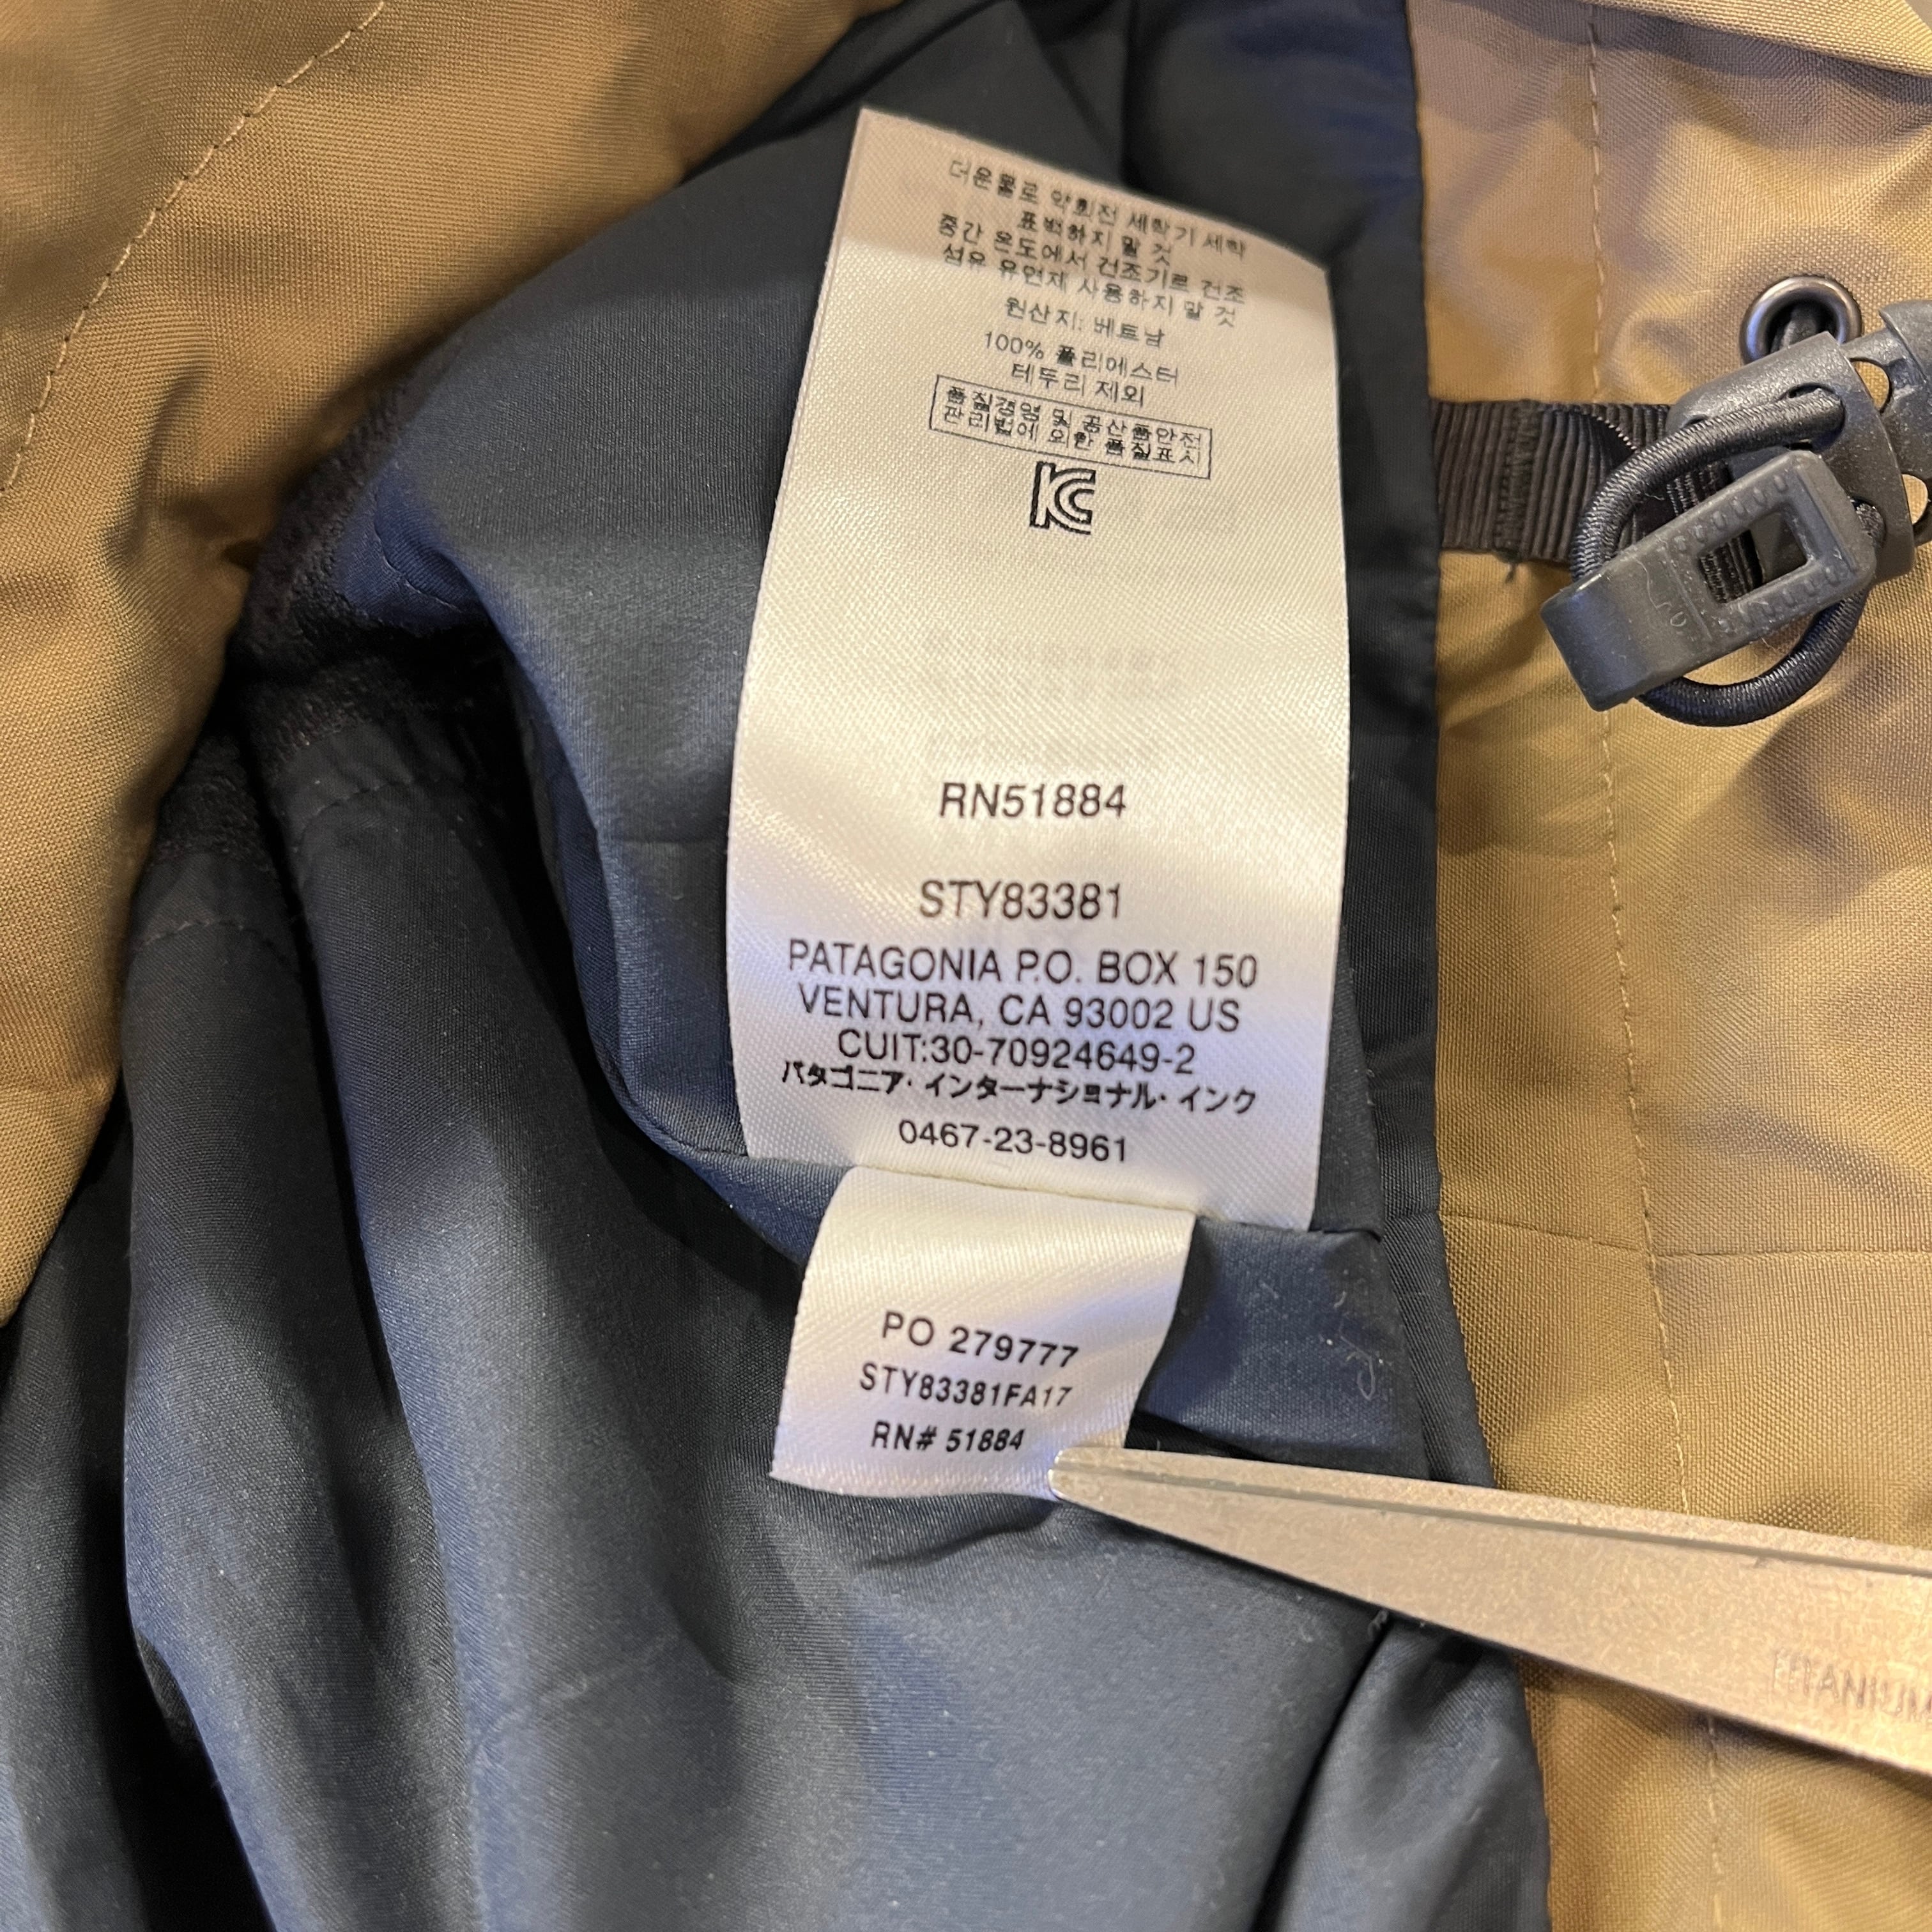 더운물로 약회전 세탁기 세탁
표백하지 말 것
중간 온도에서 건조기로 건조
섬유 유연제 사용하지 말 것
원산지: 베트남
100% 폴리에스터
테두리 제외
품질경영 및 공산품안전
관리법에 의한 품질표시
KC
RN51884
STY83381
PATAGONIA P.O. BOX 150
VENTURA, CA 93002 US
CUIT:30-70924649-2
パタゴニア・インターナショナル・インク
0467-23-8961
PO 279777
STY83381FA17
RN# 51884
TITANIUM